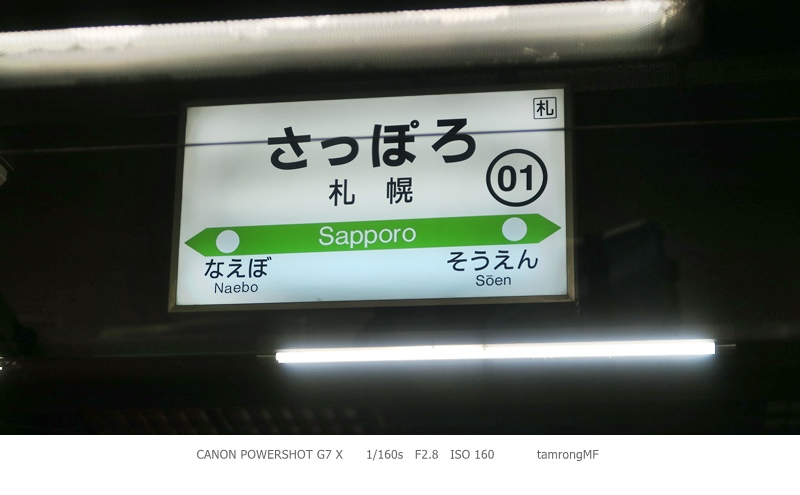 札
さっぽろ
札幌
01
Sapporo
なえぼ そうえん
Naebo Sōen
CANON POWERSHOT G7 X 1/160s F2.8 ISO 160 tamrongMF